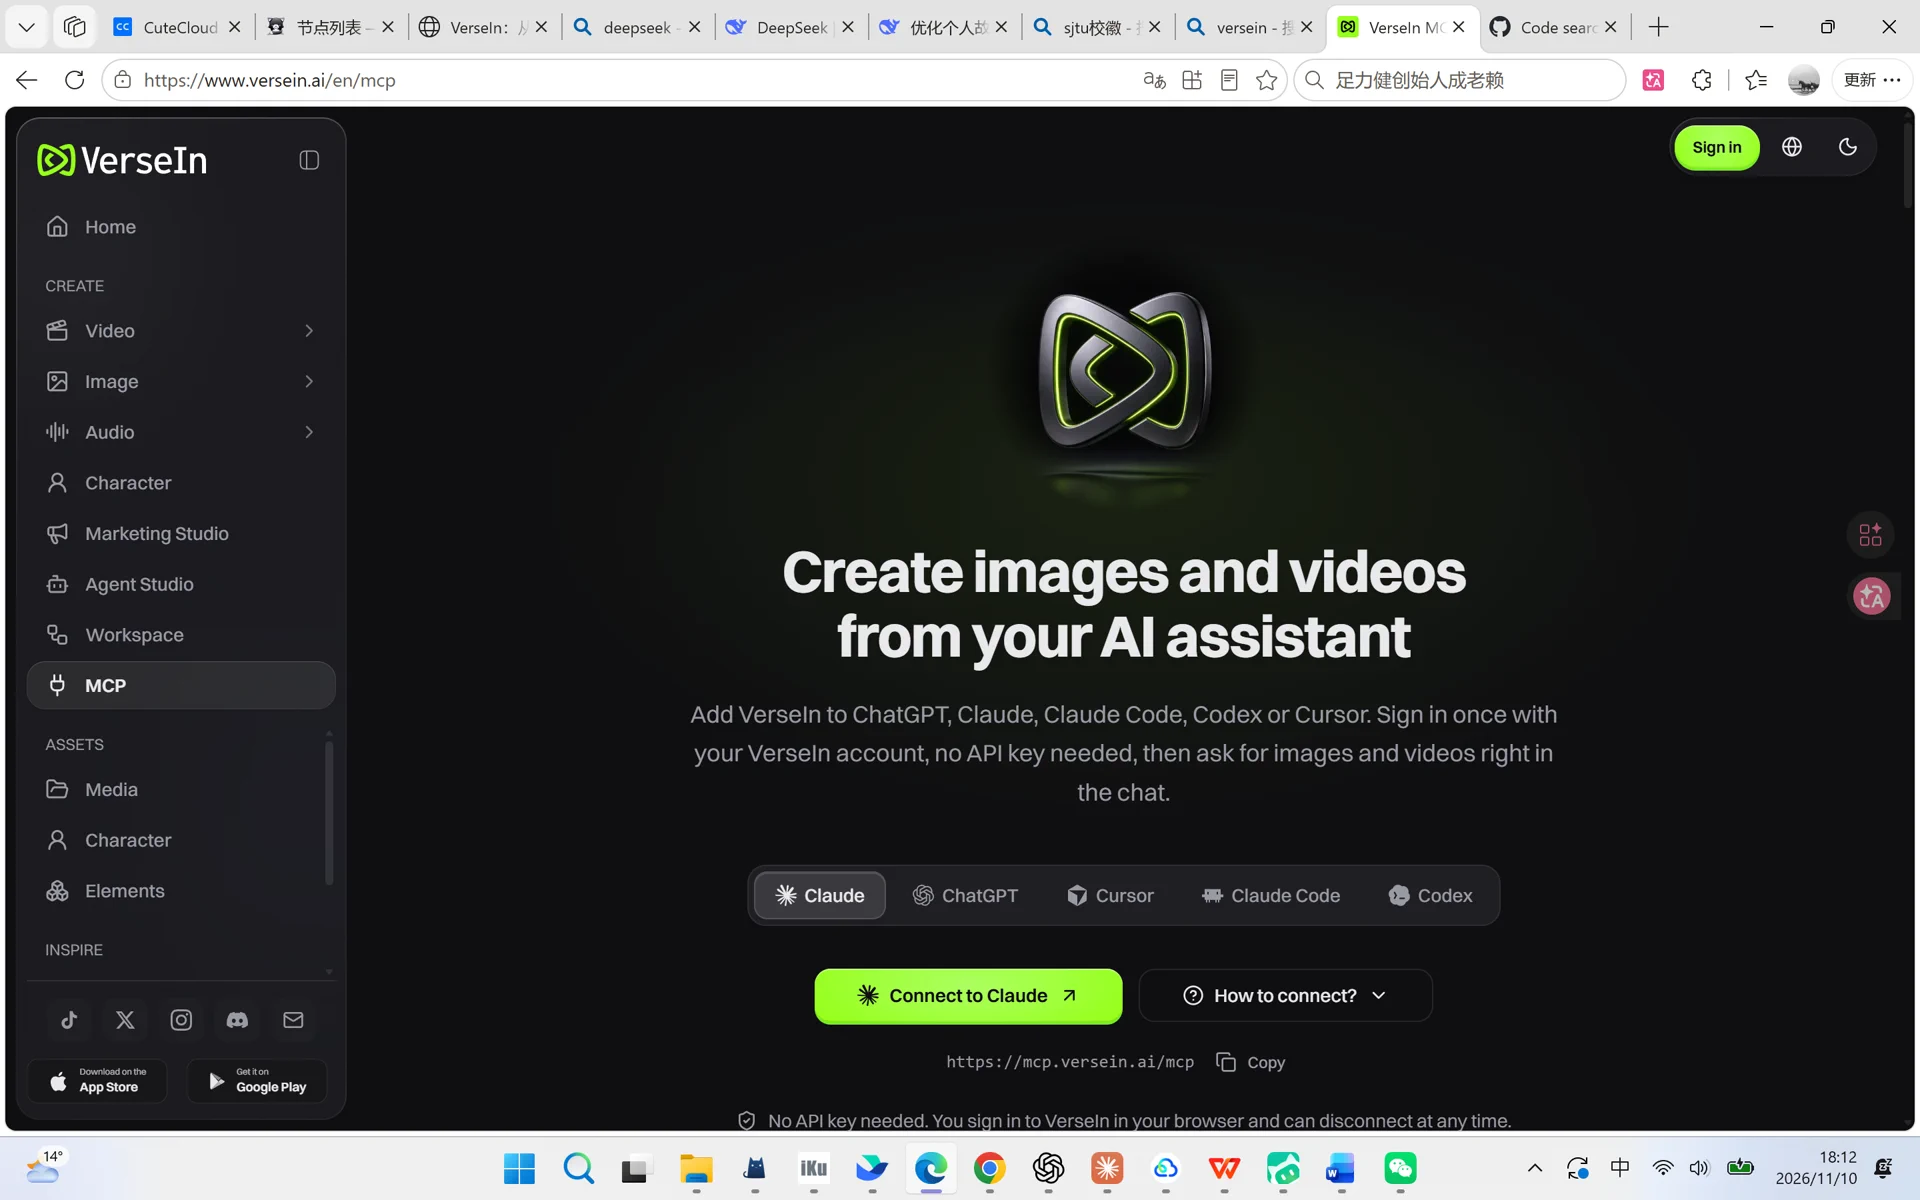 CuteCloud
节点列表
VerseIn:
deepseek -
DeepSeek
优化个人故
sjtu校徽 -
versein - 搜
VerseIn MC
Code searc
https://www.versein.ai/en/mcp
足力健创始人成老赖
更新
VerseIn
Sign in
Home
CREATE
Video
Image
Audio
Character
Marketing Studio
Agent Studio
Workspace
MCP
ASSETS
Media
Character
Elements
INSPIRE
Download on the
App Store
Get it on
Google Play
Create images and videos
from your AI assistant
Add VerseIn to ChatGPT, Claude, Claude Code, Codex or Cursor. Sign in once with
your VerseIn account, no API key needed, then ask for images and videos right in
the chat.
Claude
ChatGPT
Cursor
Claude Code
Codex
Connect to Claude
How to connect?
https://mcp.versein.ai/mcp
Copy
No API key needed. You sign in to VerseIn in your browser and can disconnect at any time.
14°
iKu
中
18:12
2026/11/10